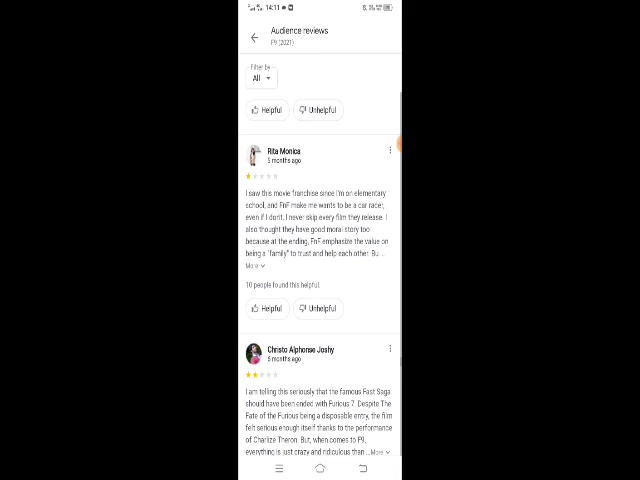 14:11
Audience reviews
F9 (2021)
Filter by
All
Helpful Unhelpful
Rita Monica
5 months ago
I saw this movie franchise since I'm on elementary
school, and FnF make me wants to be a car racer,
even if I don't. I never skip every film they release. I
also thought they have good moral story too
because at the ending, FnF emphasize the value on
being a "family" to trust and help each other. Bu ...
More
10 people found this helpful.
Helpful Unhelpful
Christo Alphonse Joshy
6 months ago
I am telling this seriously that the famous Fast Saga
should have been ended with Furious 7. Despite The
Fate of the Furious being a disposable entry, the film
felt serious enough itself thanks to the performance
of Charlize Theron. But, when comes to F9,
everything is just crazy and ridiculous than ... More